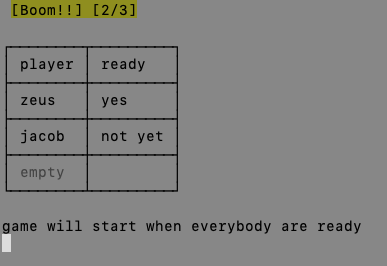 [Boom!!] [2/3]
player ready
zeus yes
jacob not yet
empty
game will start when everybody are ready